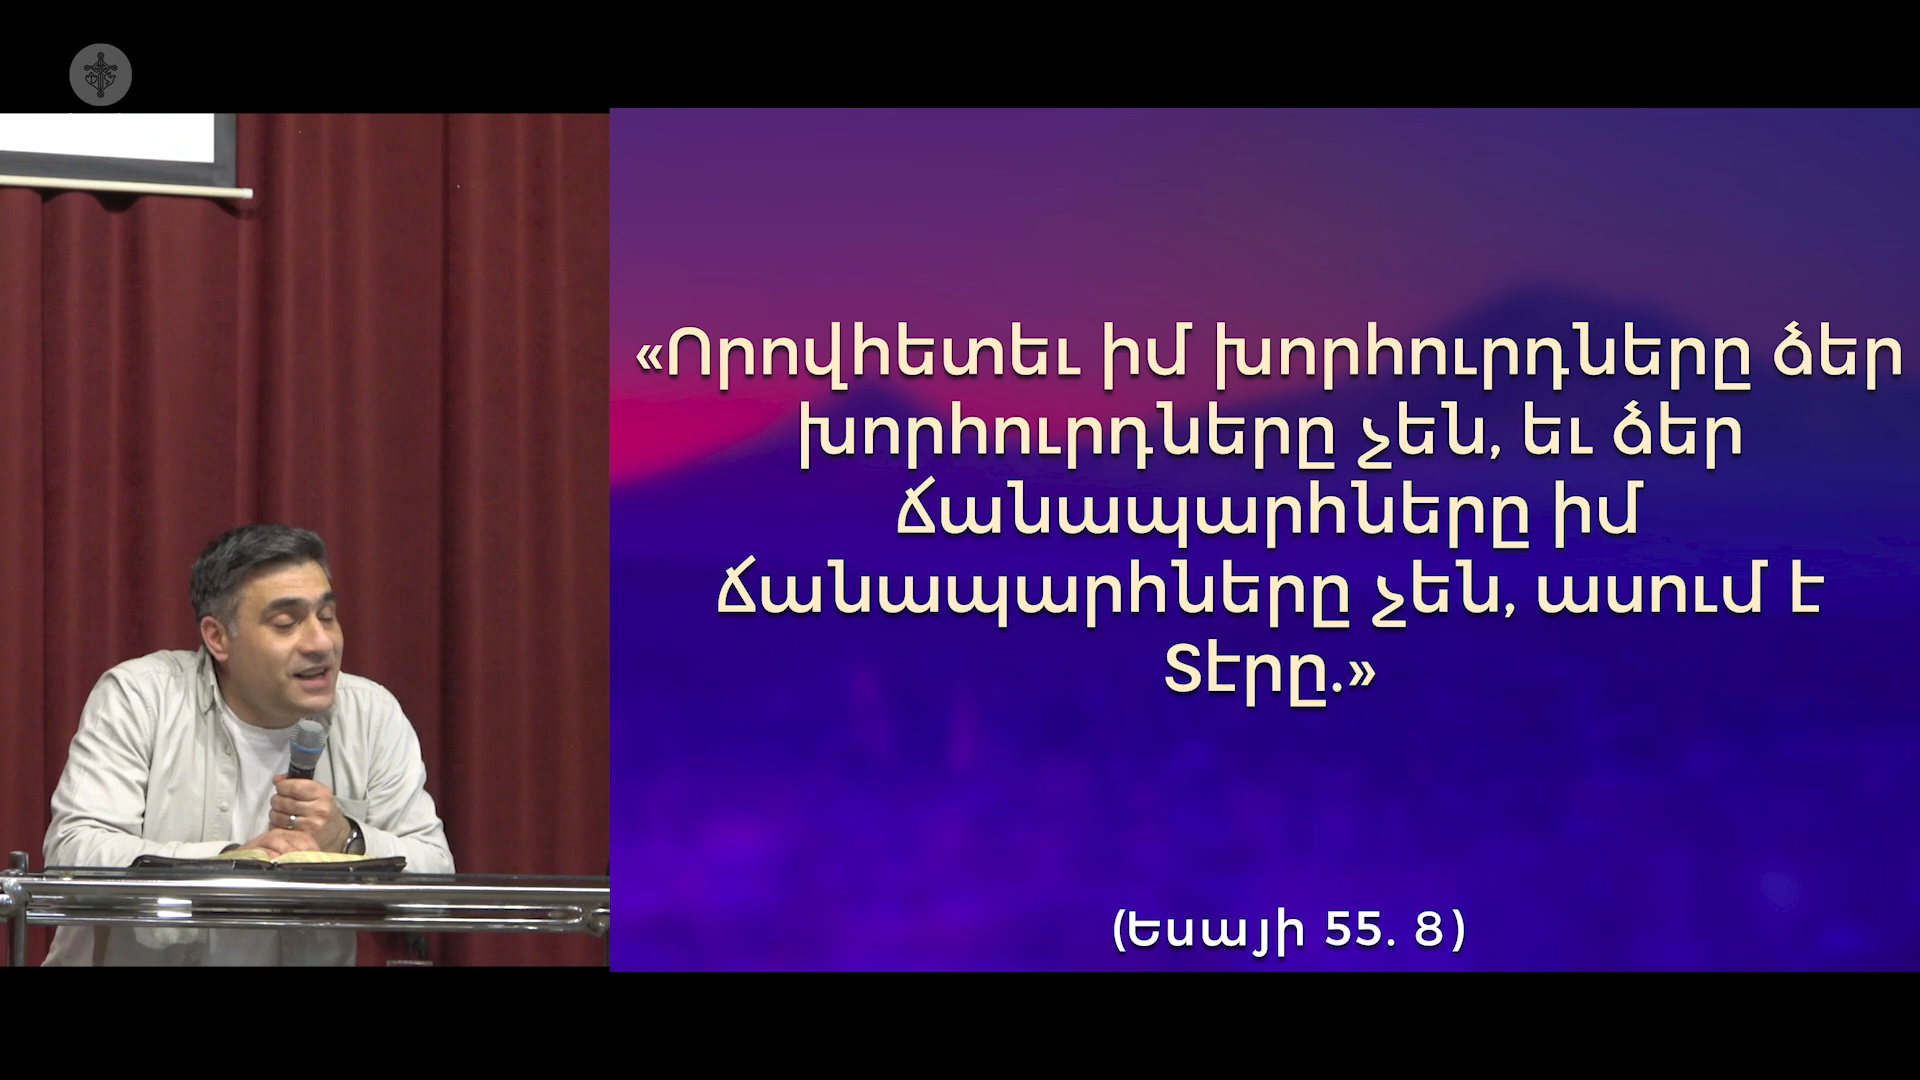 «Որովհետեւ իմ խորհուրդները ձեր
խորհուրդները չեն, եւ ձեր
Ճանապարհները իմ
Ճանապարհները չեն, ասում է
Տէրը.»
(Եսայի 55. 8)